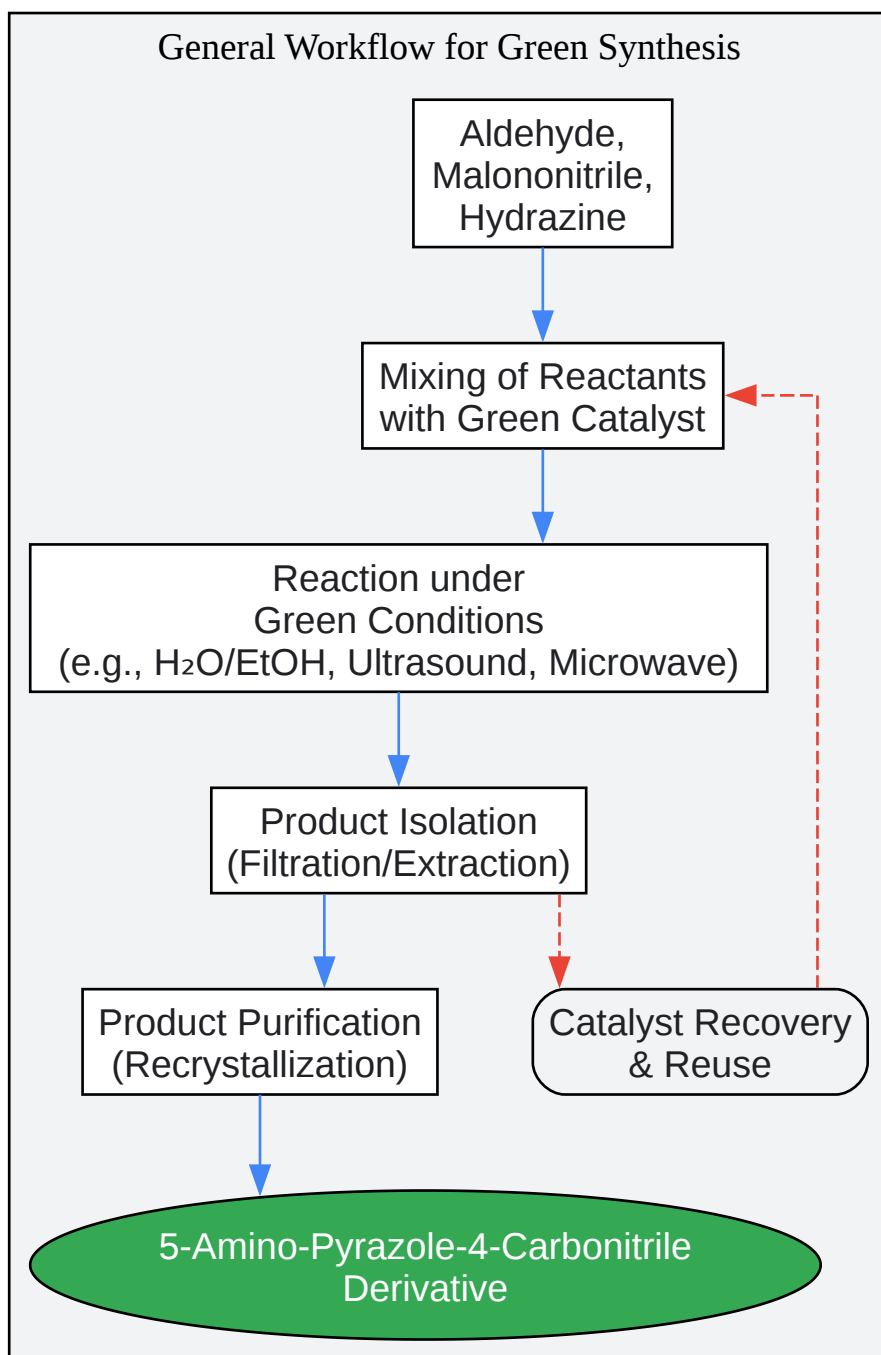 General Workflow for Green Synthesis
Aldehyde,
Malononitrile,
Hydrazine
Mixing of Reactants
with Green Catalyst
Reaction under
Green Conditions
(e.g., H₂O/EtOH, Ultrasound, Microwave)
Product Isolation
(Filtration/Extraction)
Product Purification
(Recrystallization)
Catalyst Recovery
& Reuse
5-Amino-Pyrazole-4-Carbonitrile
Derivative